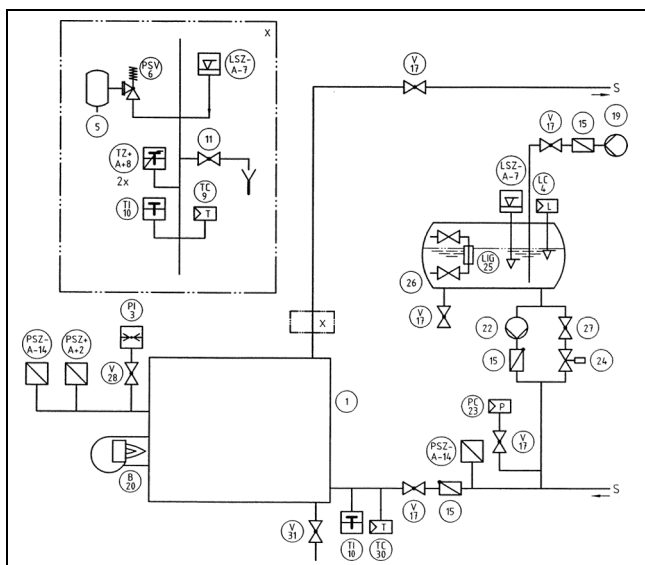 X
PSV
6
LSZ-
A-7
5
11
TZ+
A+8
2x
TC
9
T
TI
10
V
17
S
V
17
15
19
LSZ-
A-7
LC
4
L
LIG
25
26
V
17
22
27
15
24
PI
3
PSZ-
A-14
PSZ+
A+2
V
28
X
1
PC
23
P
V
17
PSZ-
A-14
B
20
S
V
31
TI
10
T
TC
30
V
17
15